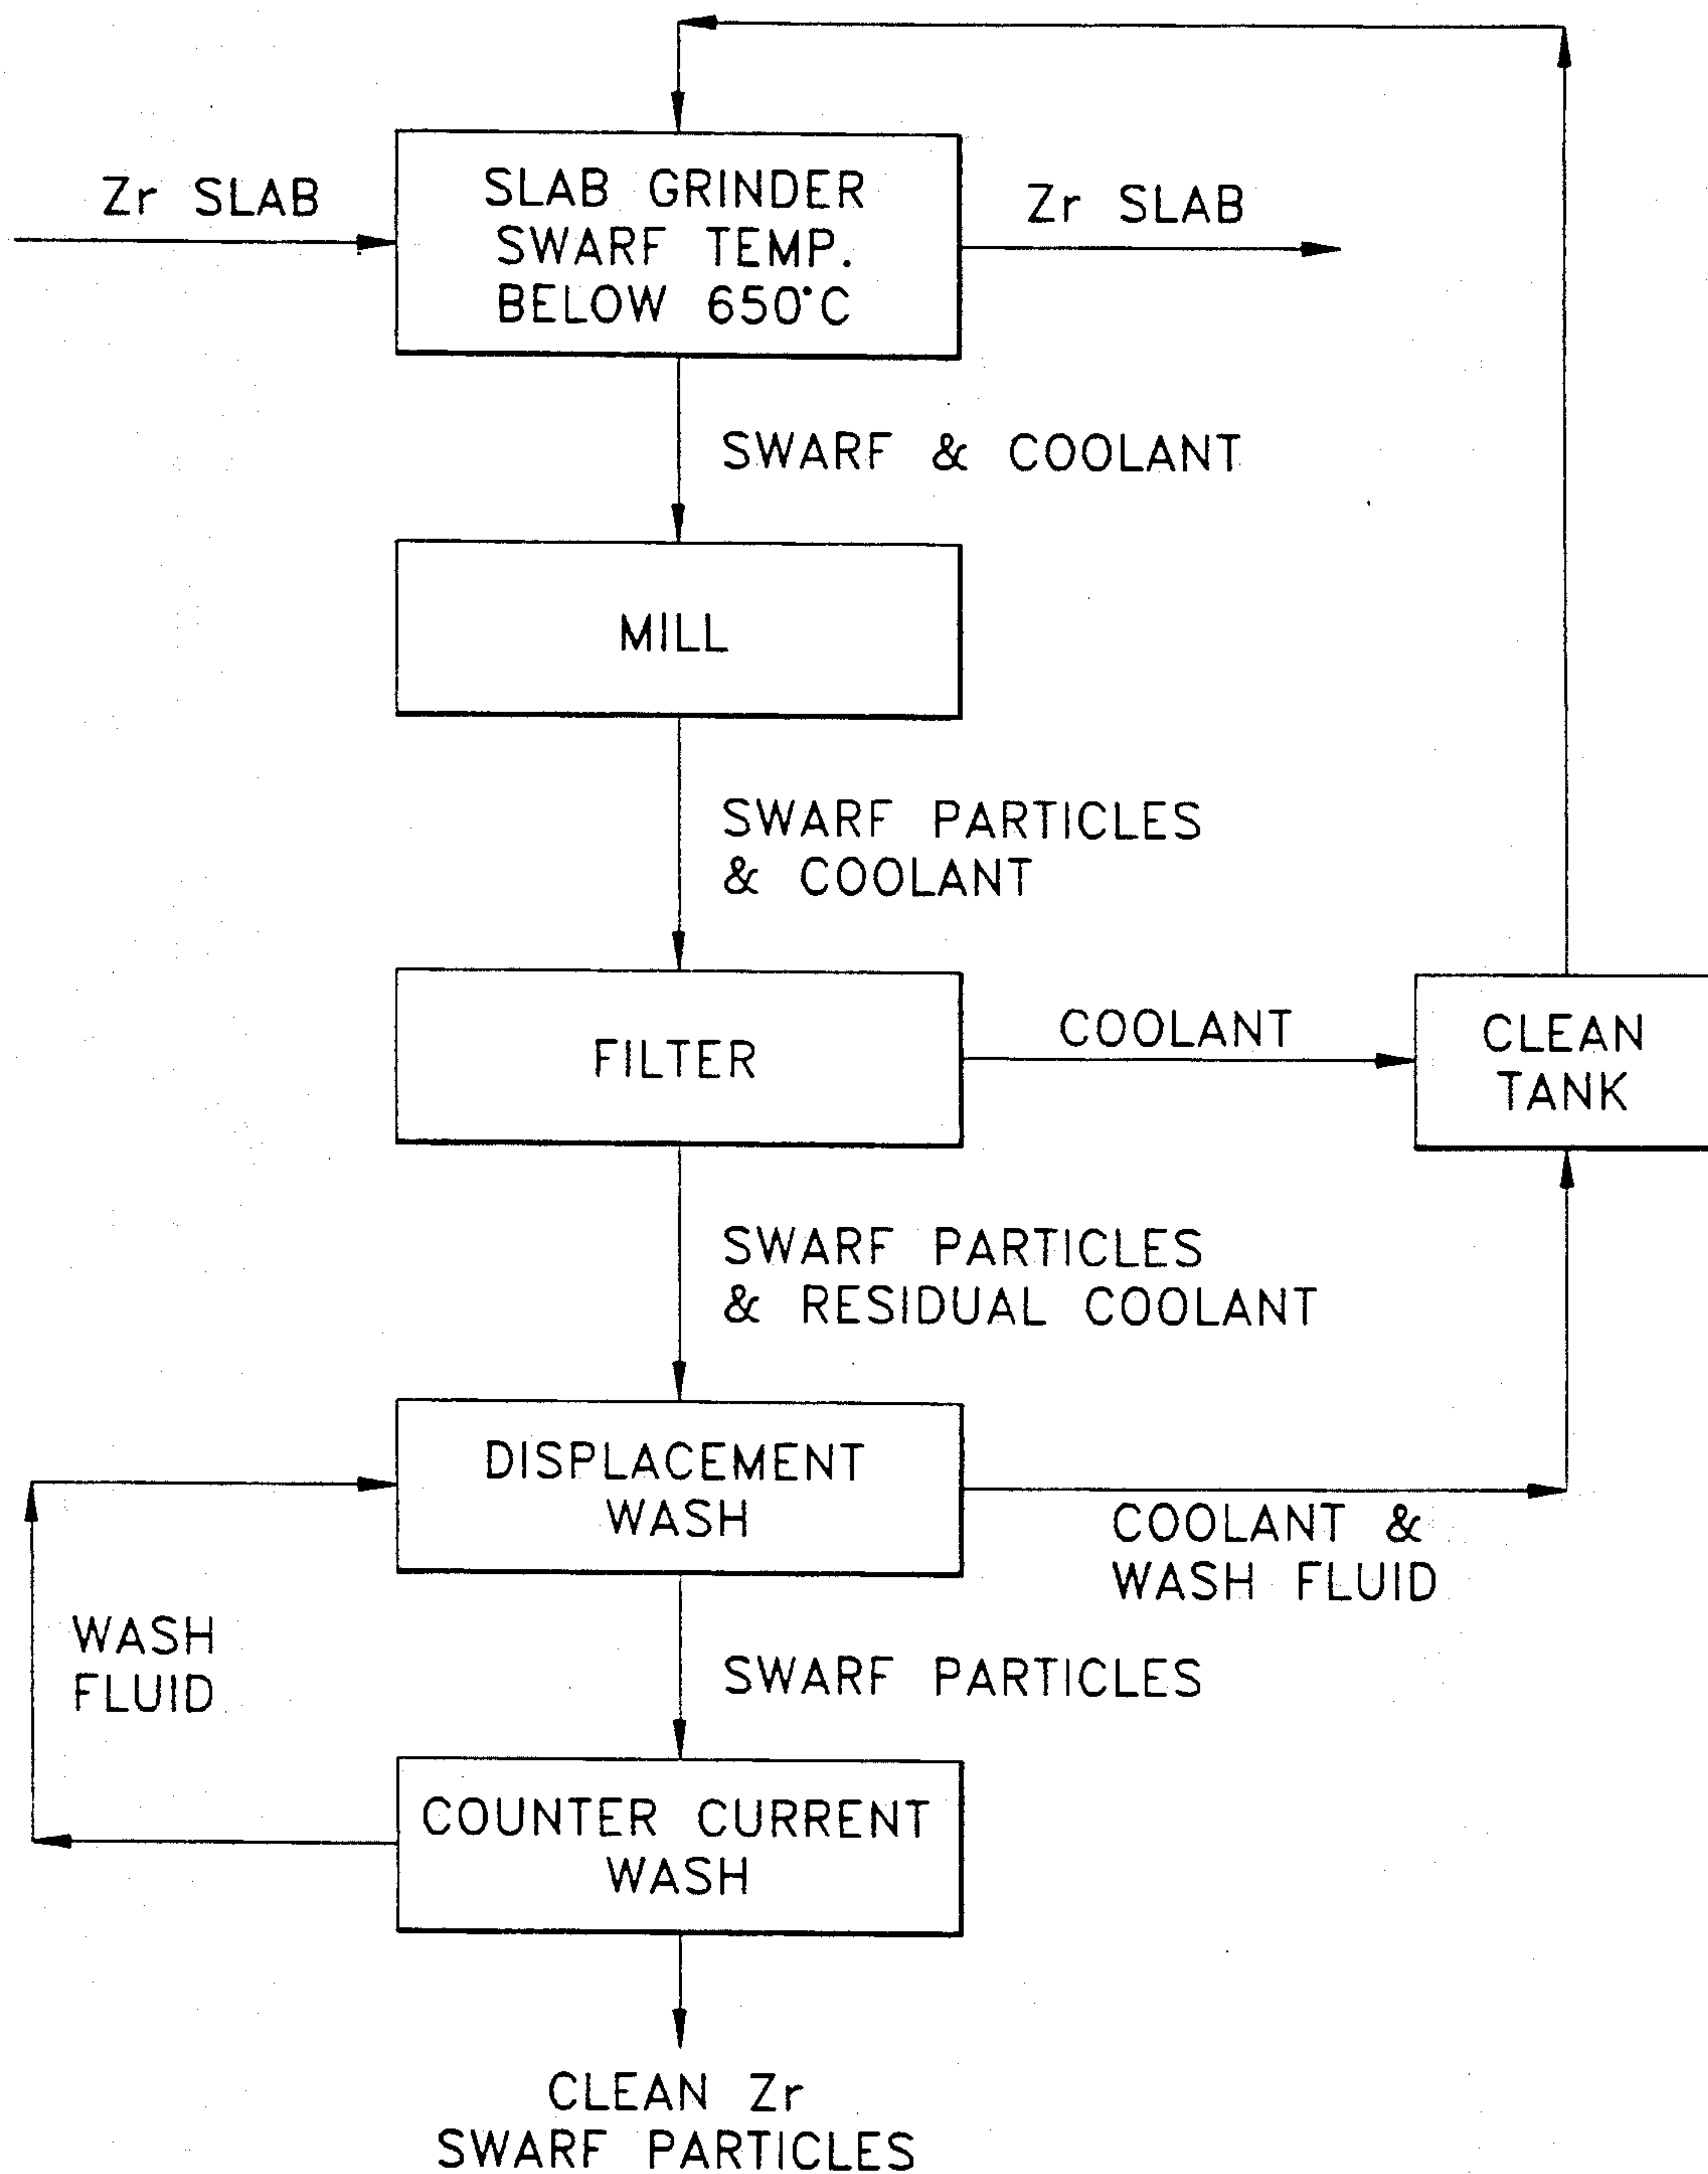 Zr SLAB
SLAB GRINDER
SWARF TEMP.
BELOW 650°C
Zr SLAB
SWARF & COOLANT
MILL
SWARF PARTICLES
& COOLANT
FILTER
COOLANT
CLEAN
TANK
SWARF PARTICLES
& RESIDUAL COOLANT
DISPLACEMENT
WASH
COOLANT &
WASH FLUID
WASH
FLUID
SWARF PARTICLES
COUNTER CURRENT
WASH
CLEAN Zr
SWARF PARTICLES